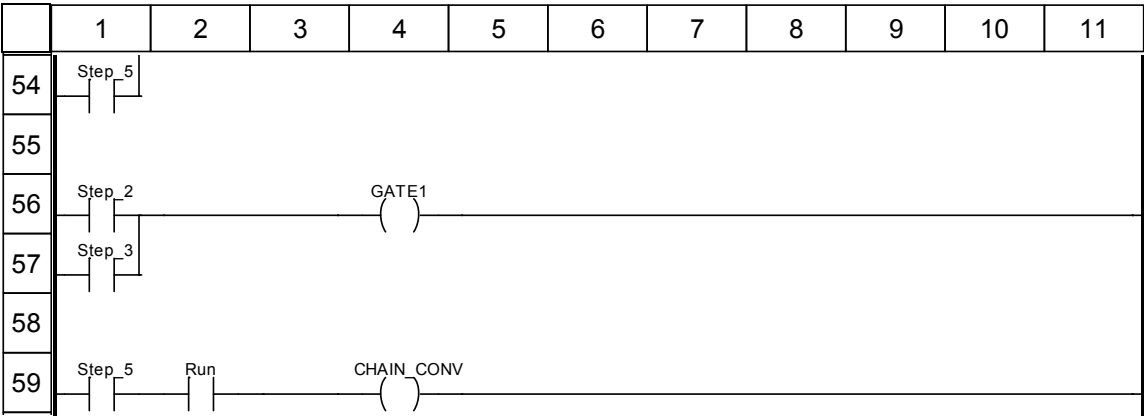 1 2 3 4 5 6 7 8 9 10 11
54 Step_5
55
56 Step_2 GATE1
57 Step_3
58
59 Step_5 Run CHAIN_CONV